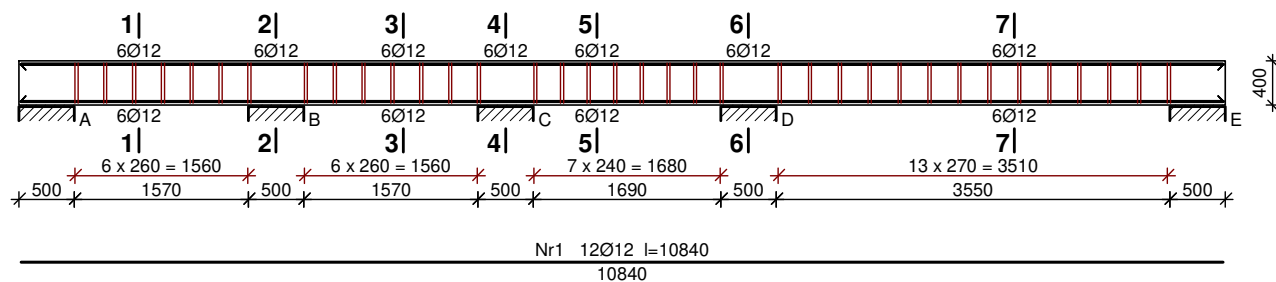 1 2 3 4 5 6 7
6Ø12 6Ø12 6Ø12 6Ø12 6Ø12 6Ø12 6Ø12
400
A B C D E
6Ø12 6Ø12 6Ø12 6Ø12
1 2 3 4 5 6 7
6 x 260 = 1560 6 x 260 = 1560 7 x 240 = 1680 13 x 270 = 3510
500 1570 500 1570 500 1690 500 3550 500
Nr1 12Ø12 l=10840
10840